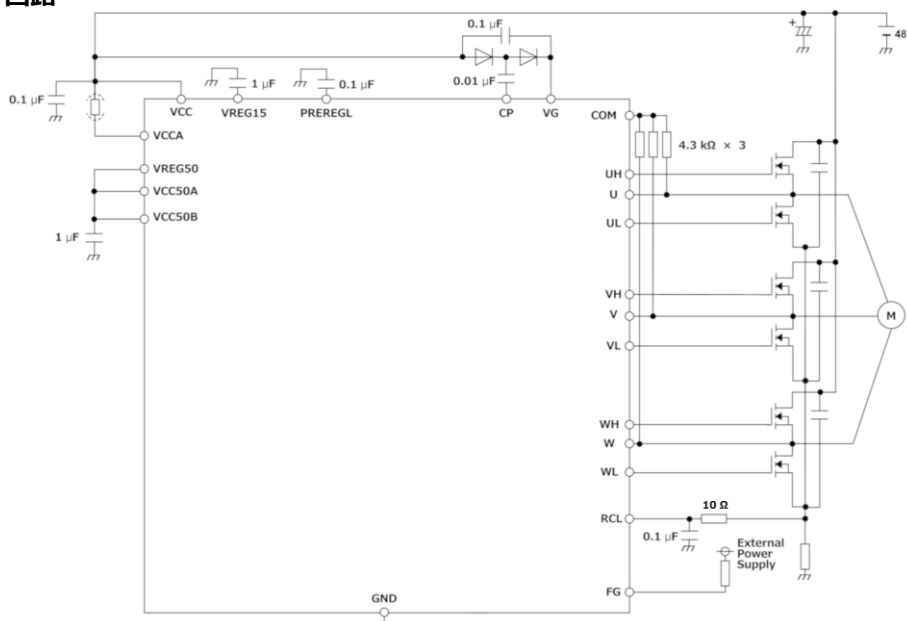 回路
0.1 μF
+
48
0.01 μF
0.1 μF
1 μF
0.1 μF
VCC
VREG15
PREREGL
CP
VG
COM
VCCA
4.3 kΩ × 3
VREG50
UH
VCC50A
U
VCC50B
UL
1 μF
VH
V
M
VL
WH
W
WL
10 Ω
RCL
0.1 μF
External
Power
Supply
FG
GND